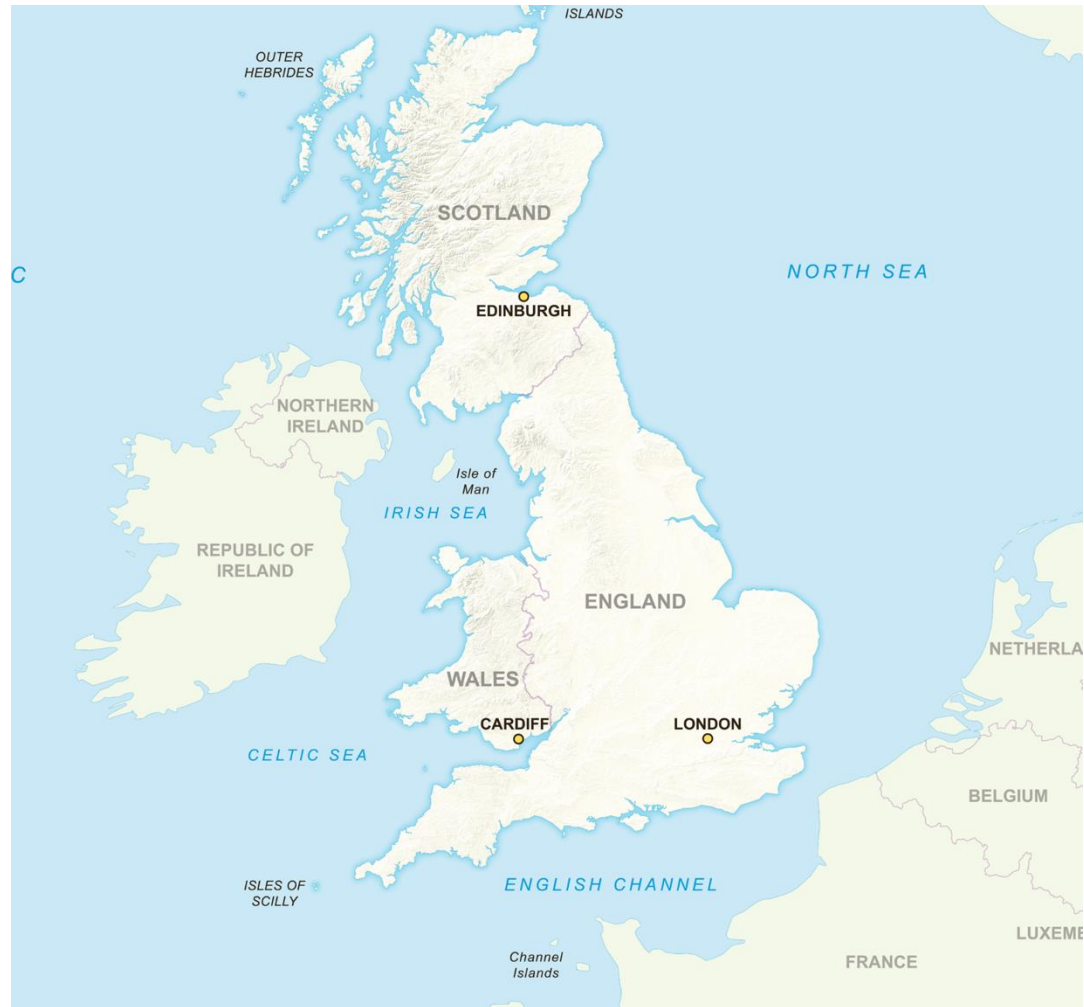 ISLANDS
OUTER
HEBRIDES
SCOTLAND
C
NORTH SEA
EDINBURGH
NORTHERN
IRELAND
Isle of
Man
IRISH SEA
REPUBLIC OF
IRELAND
ENGLAND
NETHERLA
WALES
CARDIFF
LONDON
CELTIC SEA
BELGIUM
ISLES OF
SCILLY
ENGLISH CHANNEL
LUXEME
Channel
Islands
FRANCE